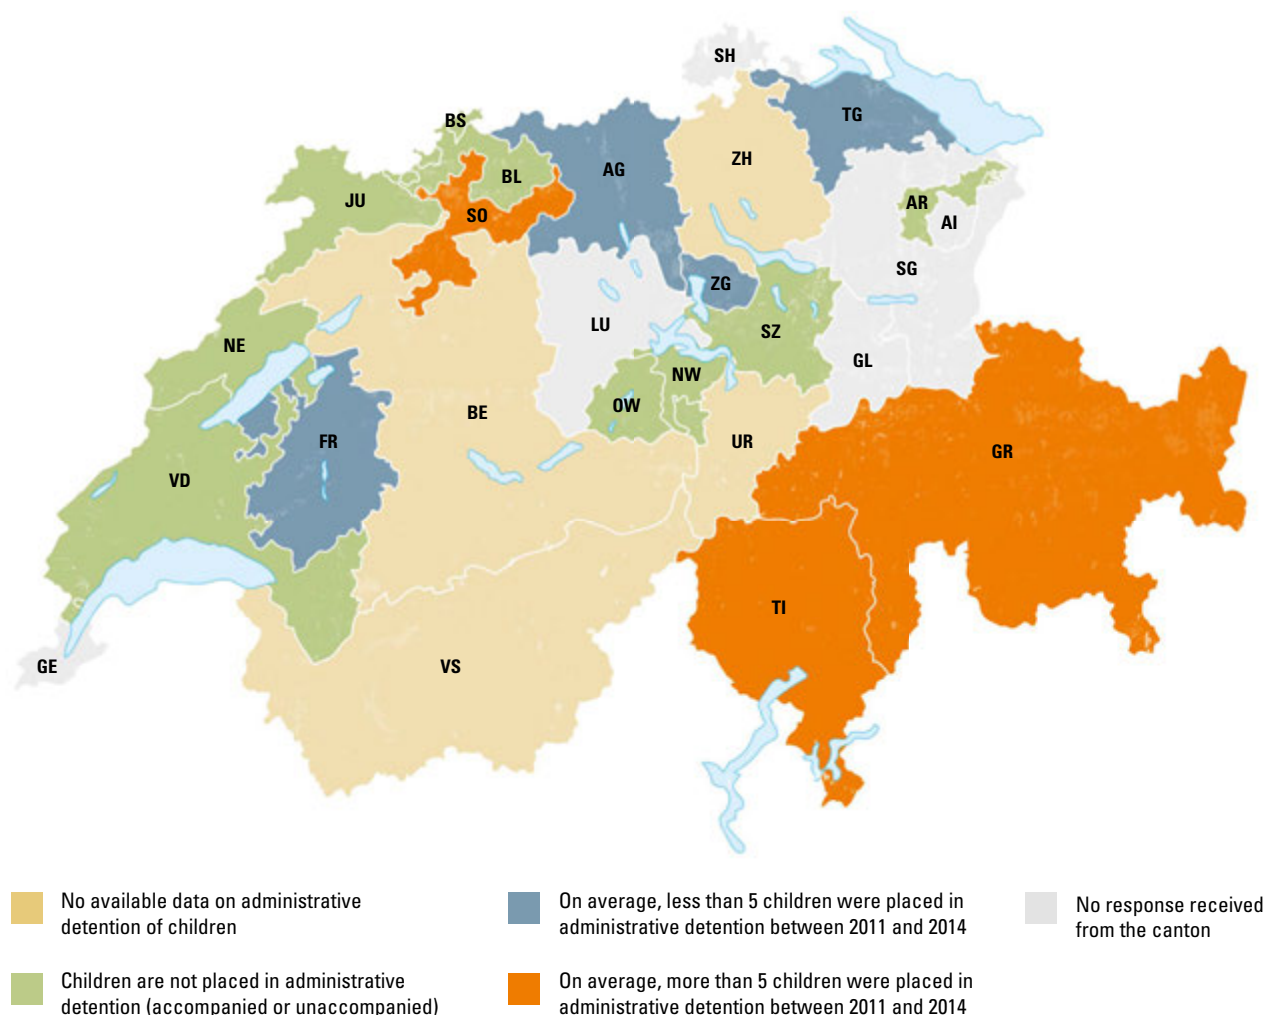 SH
BS
TG
ZH
AG
BL
JU
AR
SO
AI
SG
ZG
LU
SZ
NE
GL
NW
OW
BE
FR
UR
GR
VD
TI
GE
VS
No available data on administrative
detention of children
On average, less than 5 children were placed in
administrative detention between 2011 and 2014
No response received
from the canton
Children are not placed in administrative
detention (accompanied or unaccompanied)
On average, more than 5 children were placed in
administrative detention between 2011 and 2014